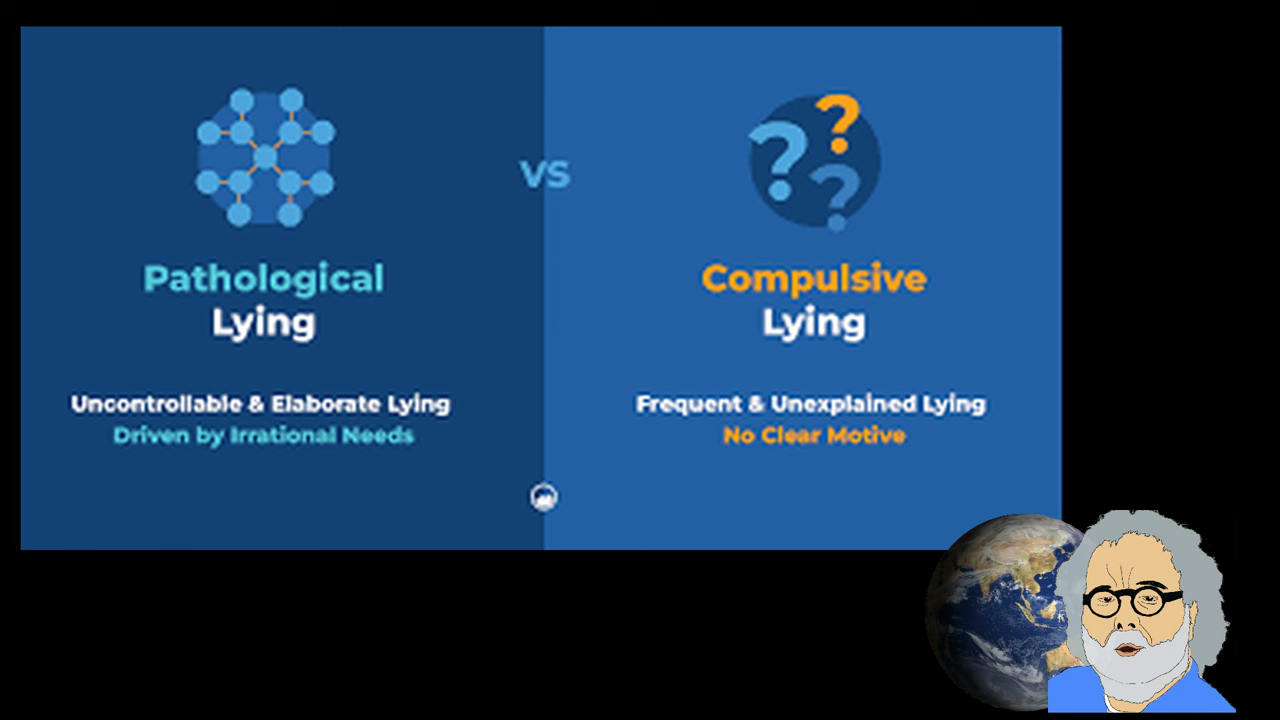 Pathological
Lying
Uncontrollable & Elaborate Lying
Driven by Irrational Needs
VS
Compulsive
Lying
Frequent & Unexplained Lying
No Clear Motive